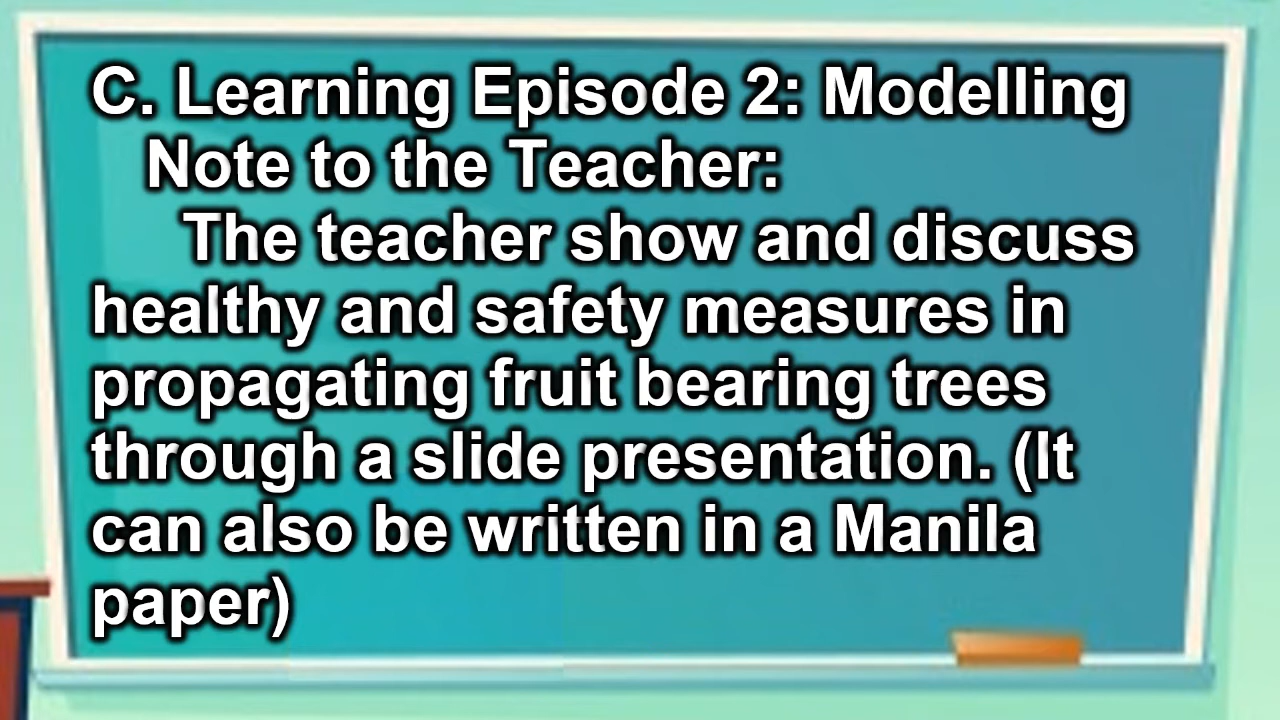 C. Learning Episode 2: Modelling
Note to the Teacher:
The teacher show and discuss
healthy and safety measures in
propagating fruit bearing trees
through a slide presentation. (It
can also be written in a Manila
paper)